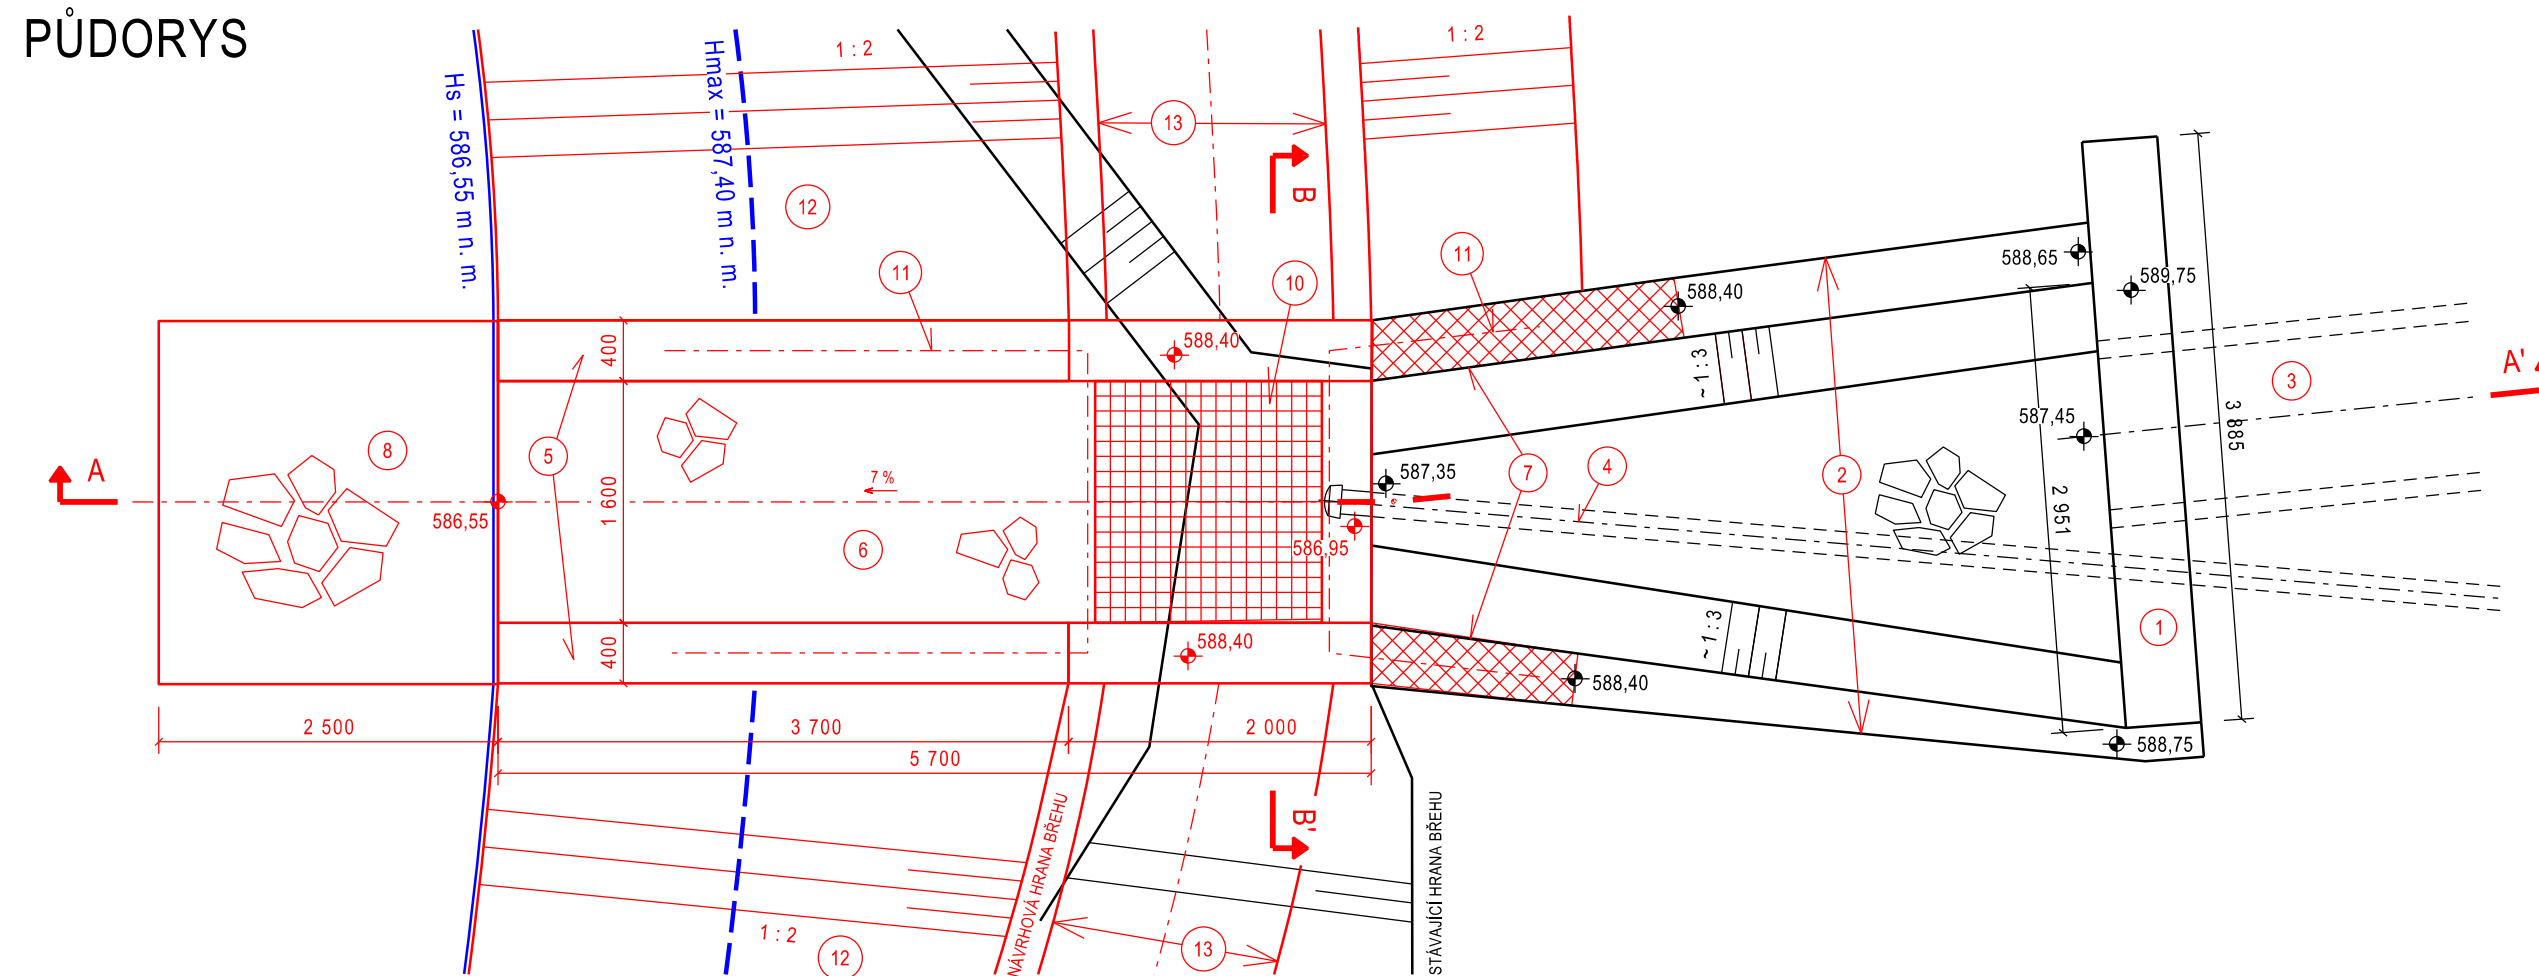 PŮDORYS
1 : 2
1 : 2
Hs = 586,55 m n. m.
Hmax = 587,40 m n. m.
13
B
12
11
11
10
588,65
589,75
588,40
588,40
400
~ 1 : 3
3
A'
3 885
587,45
A
8
5
7 %
587,35
7
4
2
1 600
586,55
6
586,95
2 951
400
588,40
~ 1 : 3
588,40
1
2 500
3 700
2 000
588,75
5 700
B'
NÁVRHOVÁ HRANA BŘEHU
STÁVAJÍCÍ HRANA BŘEHU
1 : 2
12
13